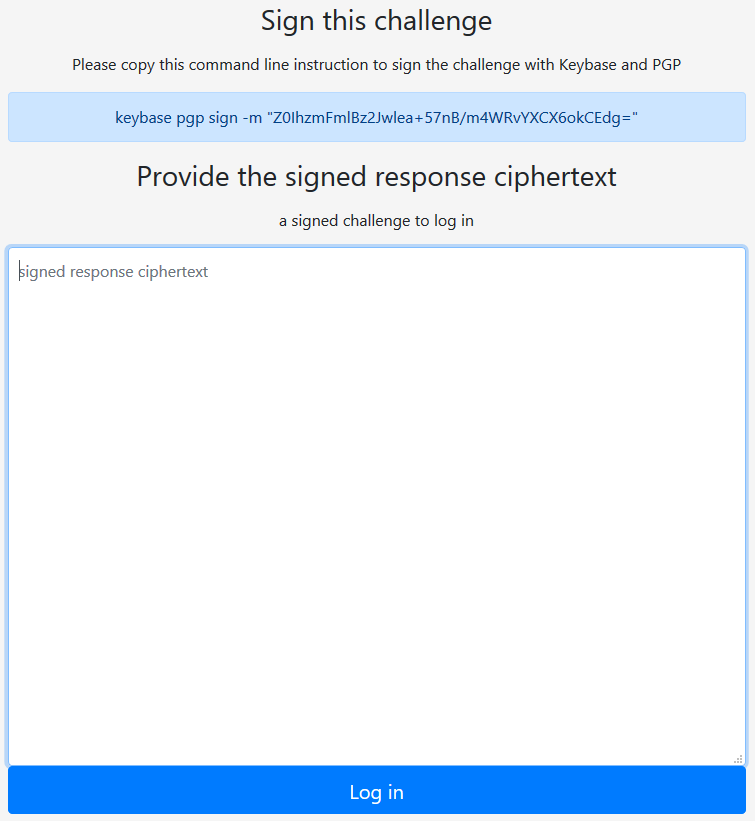 Sign this challenge
Please copy this command line instruction to sign the challenge with Keybase and PGP
keybase pgp sign -m "Z0IhzmFmlBz2Jwlea+57nB/m4WRvYXCX6okCEdg="
Provide the signed response ciphertext
a signed challenge to log in
signed response ciphertext
Log in